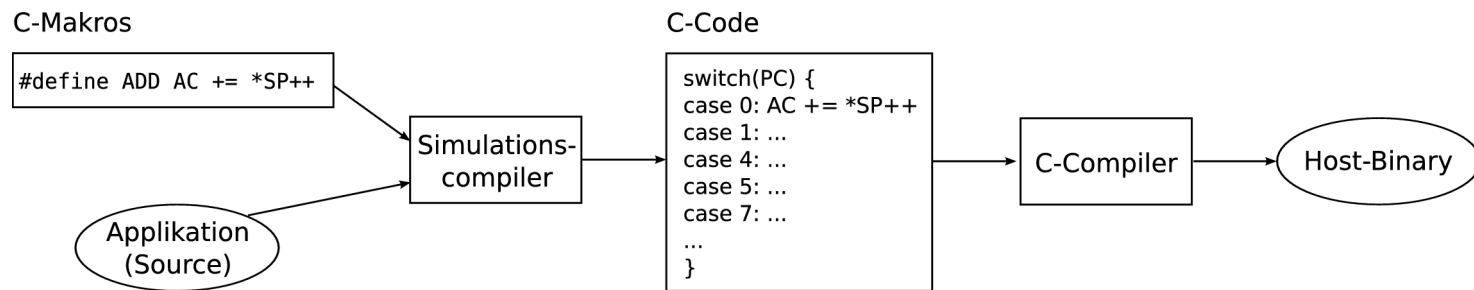 C-Makros
#define ADD AC += *SP++
Applikation
(Source)
Simulations-
compiler
C-Code
switch(PC) {
case 0: AC += *SP++
case 1: ...
case 4: ...
case 5: ...
case 7: ...
...
}
C-Compiler
Host-Binary